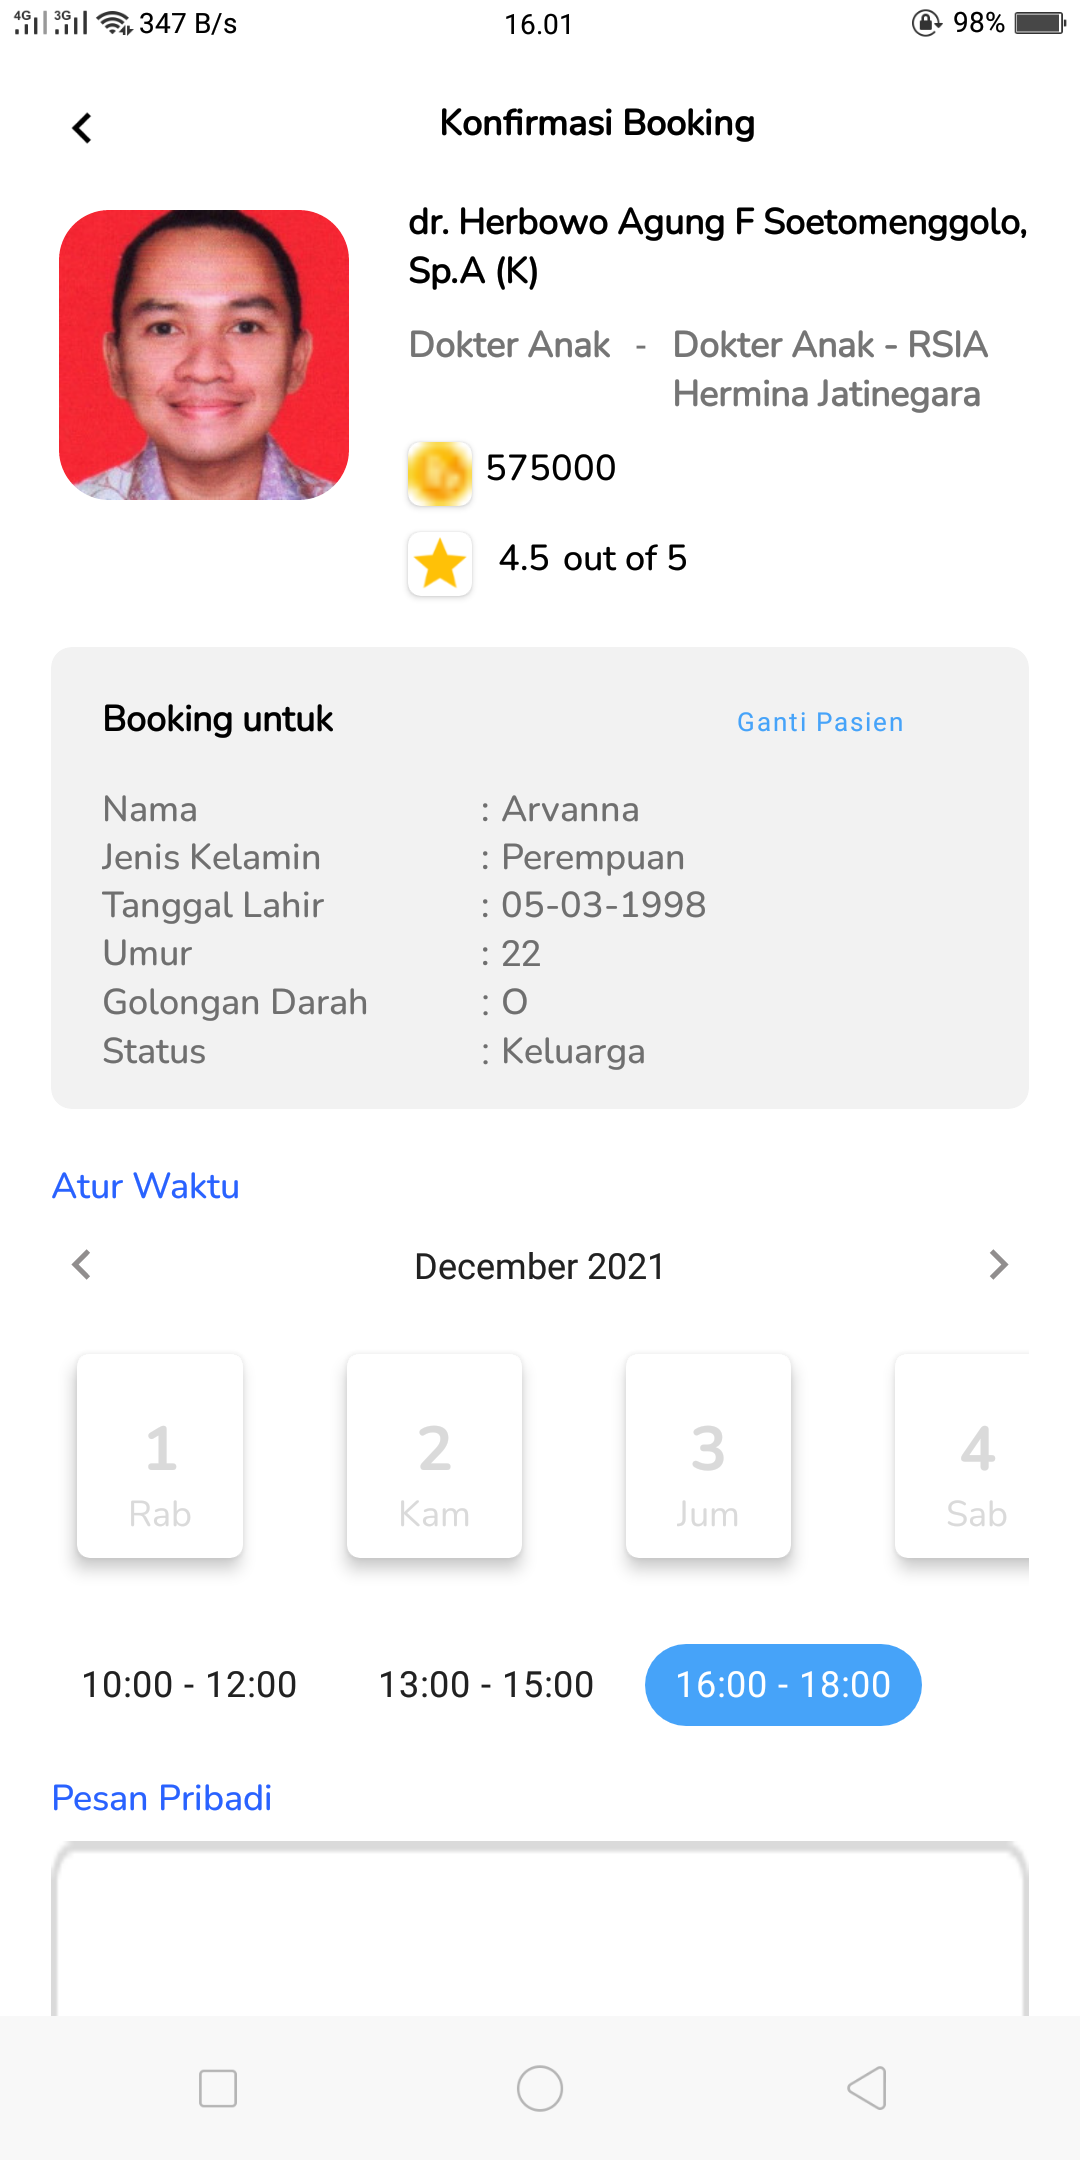 4G 3G 347 B/s 16.01 98%
Konfirmasi Booking
dr. Herbowo Agung F Soetomenggolo,
Sp.A (K)
Dokter Anak - Dokter Anak - RSIA
Hermina Jatinegara
575000
4.5 out of 5
Booking untuk Ganti Pasien
Nama : Arvanna
Jenis Kelamin : Perempuan
Tanggal Lahir : 05-03-1998
Umur : 22
Golongan Darah : O
Status : Keluarga
Atur Waktu
December 2021
1 2 3 4
Rab Kam Jum Sab
10:00 - 12:00 13:00 - 15:00 16:00 - 18:00
Pesan Pribadi